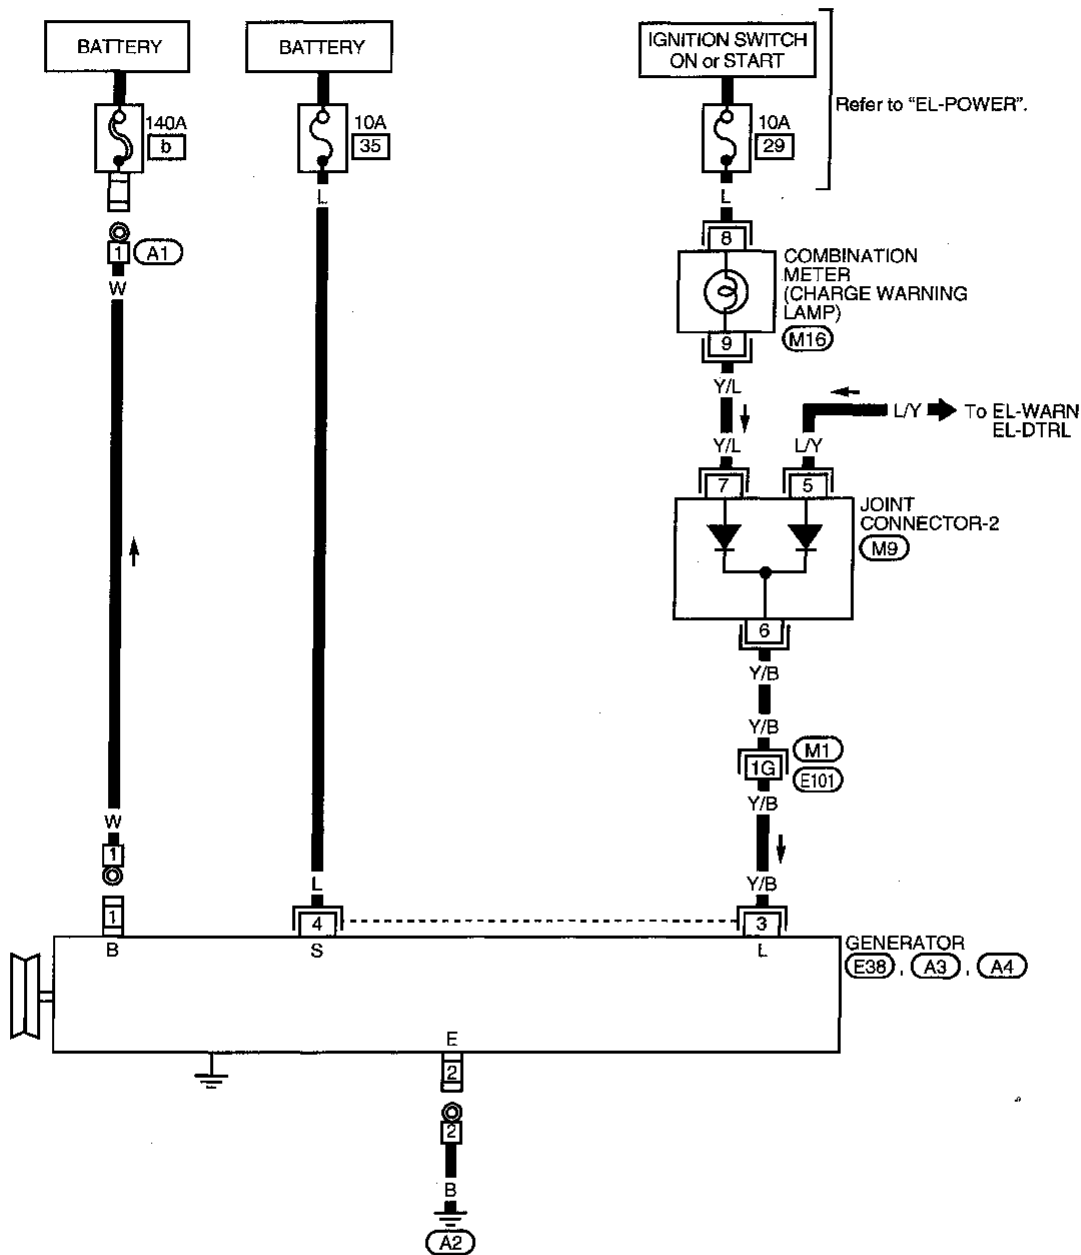 BATTERY
BATTERY
IGNITION SWITCH
ON or START
Refer to "EL-POWER".
140A
b
10A
35
10A
29
L
L
8
1
A1
COMBINATION
METER
(CHARGE WARNING
LAMP)
M16
W
9
Y/L
L/Y
To EL-WARN
EL-DTRL
Y/L
L/Y
7
5
JOINT
CONNECTOR-2
M9
6
Y/B
Y/B
1G
M1
E101
Y/B
W
1
L
Y/B
1
4
3
B
S
L
GENERATOR
E38 , A3 , A4
E
2
2
B
A2